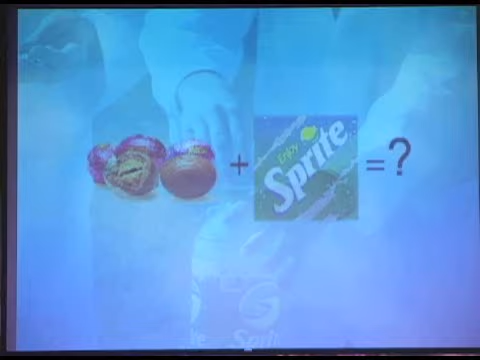 +
Enjoy
Sprite
= ?
Sprite